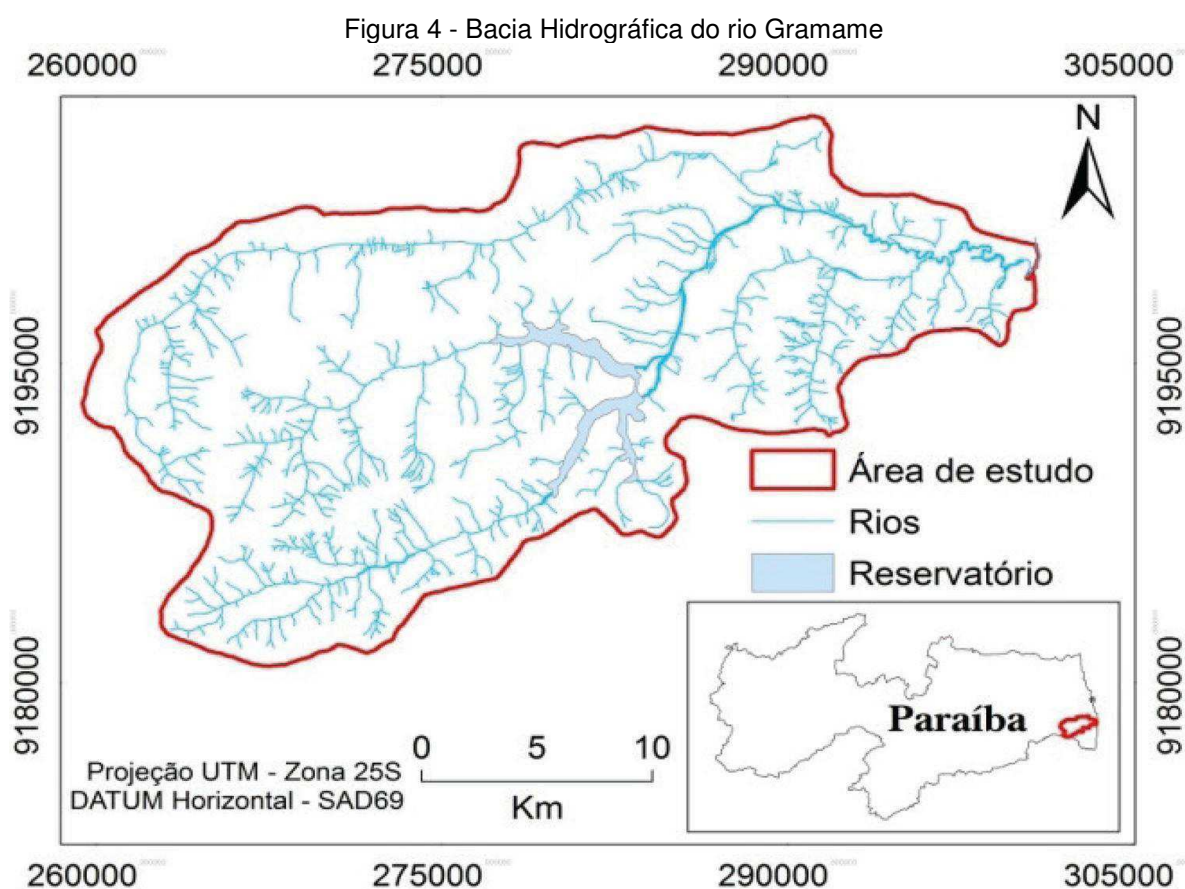 Figura 4 - Bacia Hidrográfica do rio Gramame
260000 275000 290000 305000
N
9195000 9195000
Área de estudo
Rios
Reservatório
9180000 9180000
Paraíba
0 5 10
Km
Projeção UTM - Zona 25S
DATUM Horizontal - SAD69
260000 275000 290000 305000